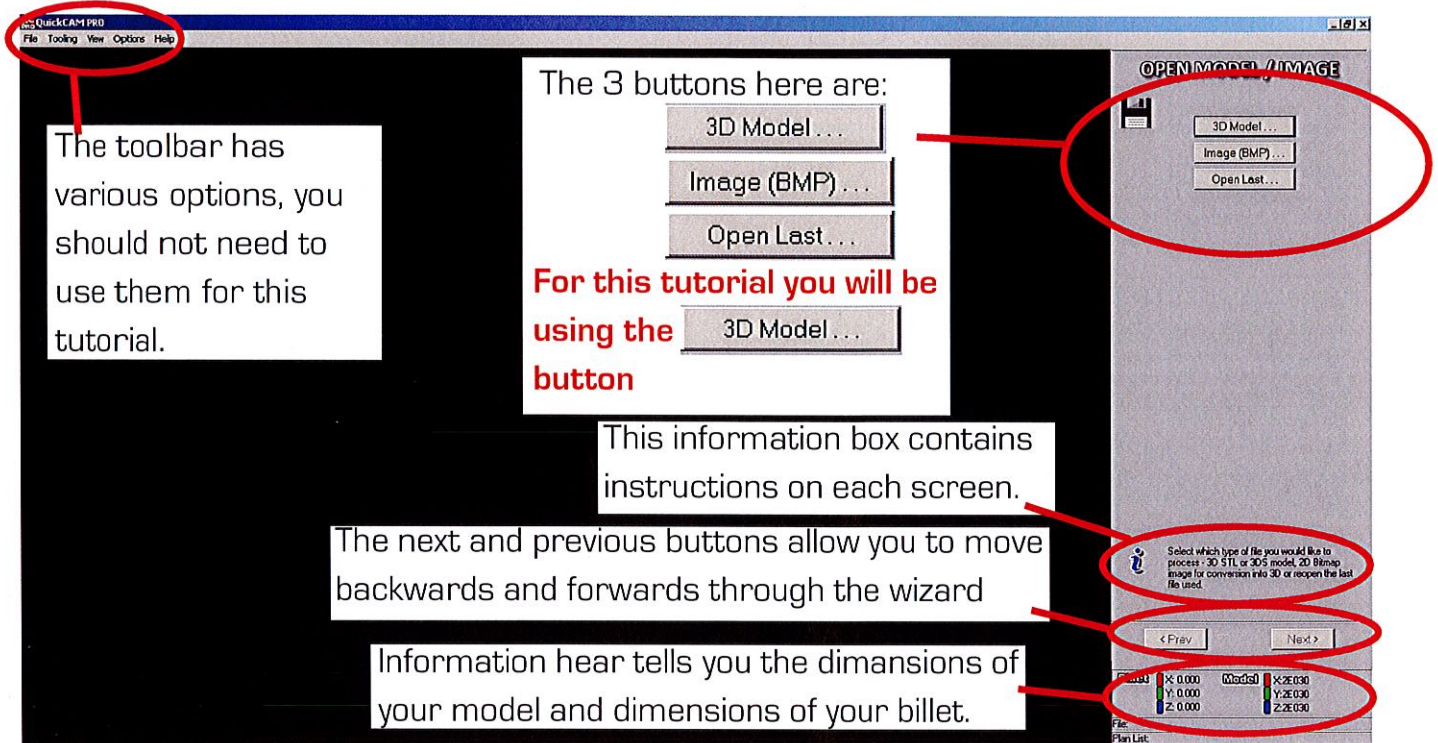 QuickCAM PRO
File Tooling View Options Help
The toolbar has
various options, you
should not need to
use them for this
tutorial.
The 3 buttons here are:
3D Model...
Image (BMP)...
Open Last...
For this tutorial you will be
using the 3D Model...
button
OPEN MODEL / IMAGE
3D Model...
Image (BMP)...
Open Last...
This information box contains
instructions on each screen.
The next and previous buttons allow you to move
backwards and forwards through the wizard
Information hear tells you the dimansions of
your model and dimensions of your billet.
i
Select which type of file you would like to
process - 3D STL or 3DS model, 2D Bitmap
image for conversion into 3D or reopen the last
file used.
< Prev Next >
Billet X: 0.000 Model X:2E030
Y: 0.000 Y:2E030
Z: 0.000 Z:2E030
File:
Plan List: